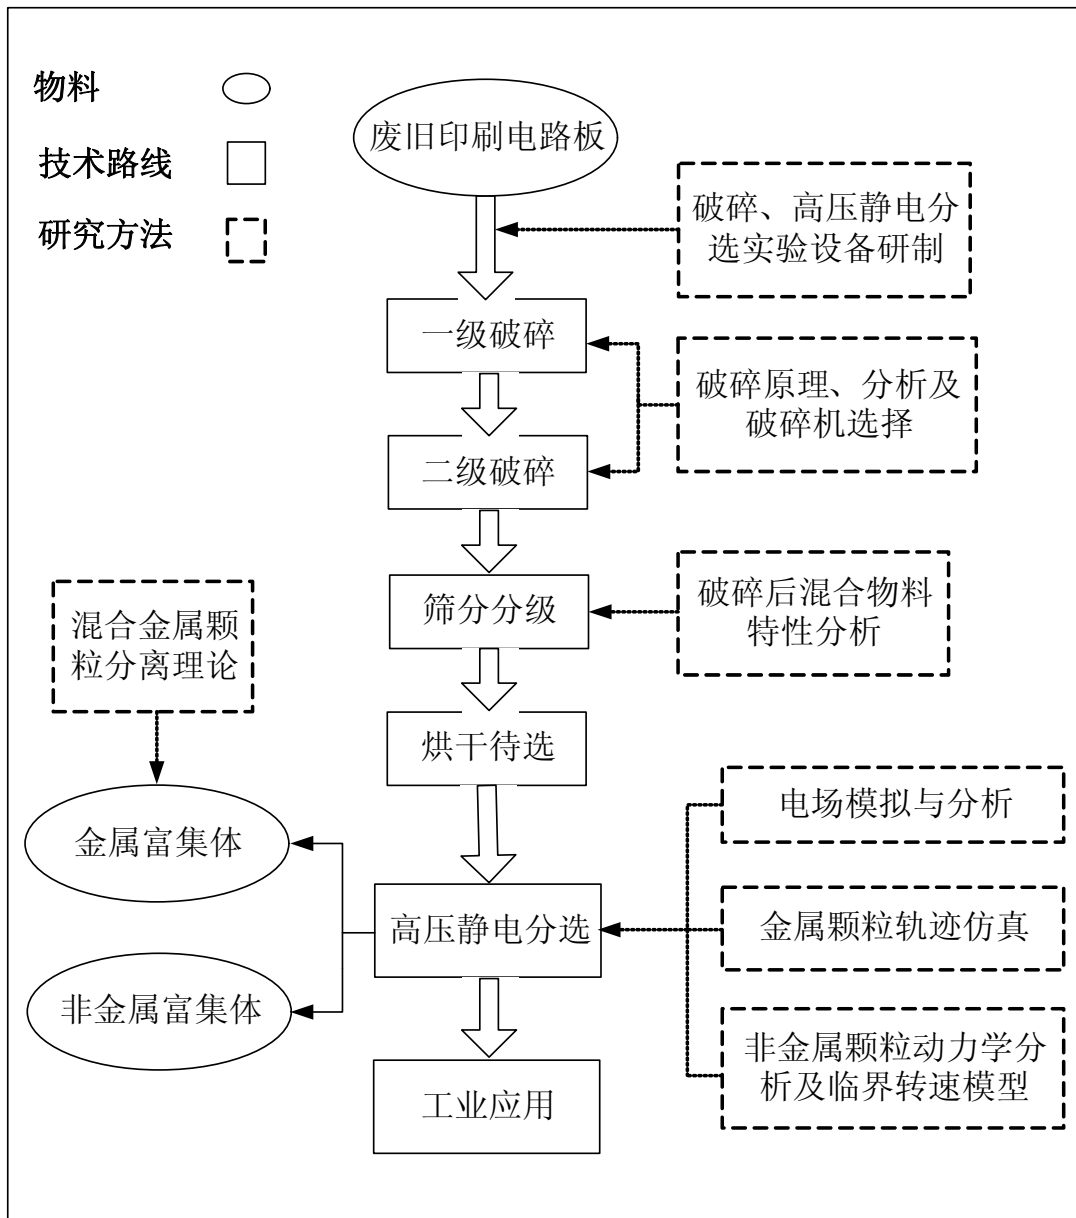 物料
技术路线
研究方法
废旧印刷电路板
破碎、高压静电分
选实验设备研制
一级破碎
破碎原理、分析及
破碎机选择
二级破碎
筛分分级
破碎后混合物料
特性分析
混合金属颗
粒分离理论
烘干待选
电场模拟与分析
金属富集体
高压静电分选
金属颗粒轨迹仿真
非金属富集体
非金属颗粒动力学分
析及临界转速模型
工业应用